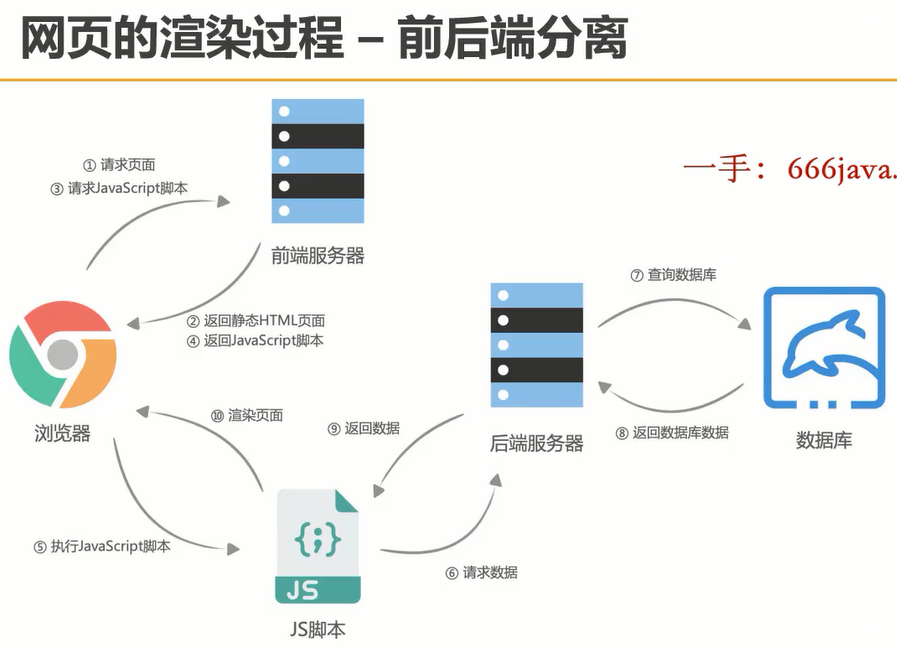 网页的渲染过程 – 前后端分离
① 请求页面
③ 请求JavaScript脚本
一手：666java.
前端服务器
② 返回静态HTML页面
④ 返回JavaScript脚本
⑦ 查询数据库
浏览器
⑩ 渲染页面
⑨ 返回数据
后端服务器
⑧ 返回数据库数据
数据库
⑤ 执行JavaScript脚本
⑥ 请求数据
{;}
JS
JS脚本